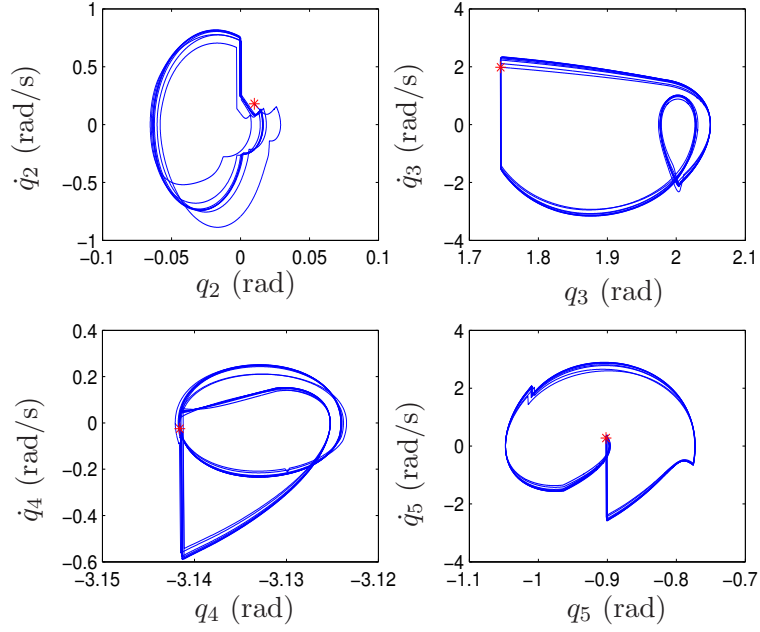 1
0.5
0
−0.5
−1
−0.1 −0.05 0 0.05 0.1
q̇2 (rad/s)
q2 (rad)
4
2
0
−2
−4
1.7 1.8 1.9 2 2.1
q̇3 (rad/s)
q3 (rad)
0.4
0.2
0
−0.2
−0.4
−0.6
−3.15 −3.14 −3.13 −3.12
q̇4 (rad/s)
q4 (rad)
4
2
0
−2
−4
−1.1 −1 −0.9 −0.8 −0.7
q̇5 (rad/s)
q5 (rad)